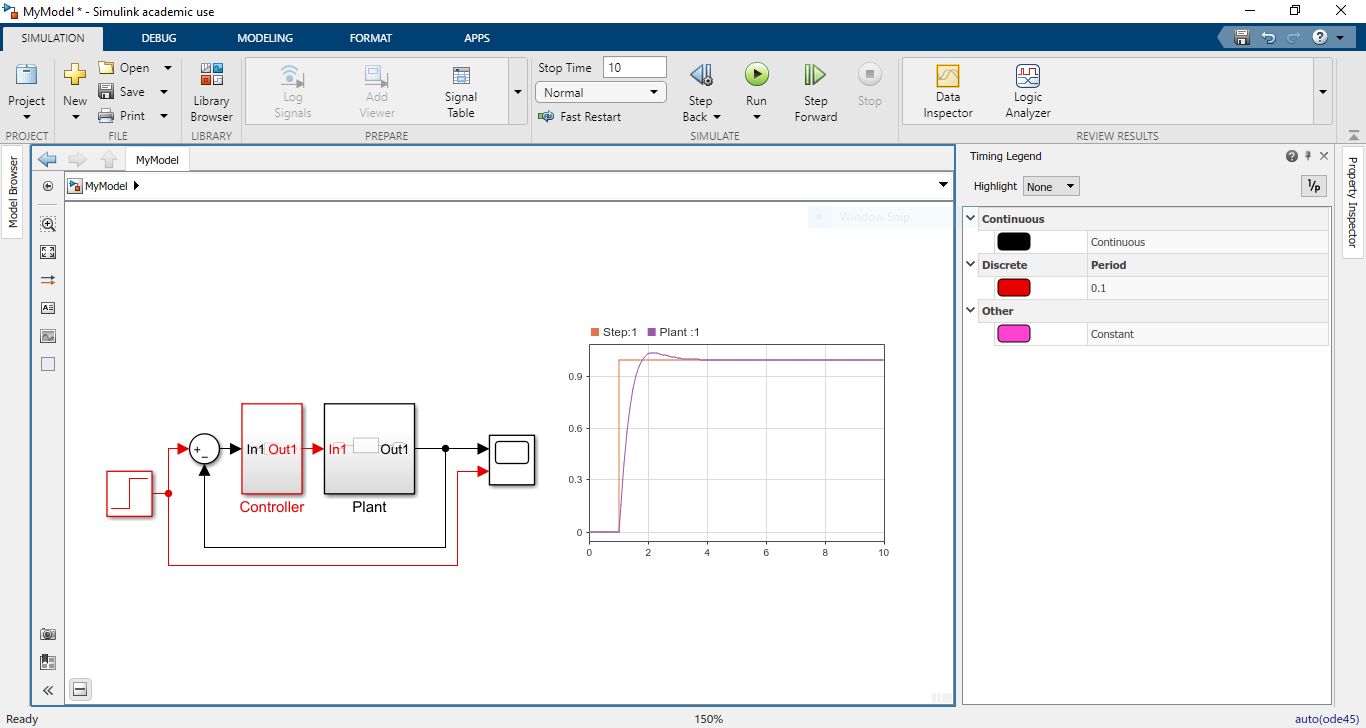 MyModel * - Simulink academic use
SIMULATION DEBUG MODELING FORMAT APPS
Project
New
Open
Save
Print
Library
Browser
Log
Signals
Add
Viewer
Signal
Table
Stop Time 10
Normal
Fast Restart
Step
Back
Run
Step
Forward
Stop
Data
Inspector
Logic
Analyzer
PROJECT FILE LIBRARY PREPARE SIMULATE REVIEW RESULTS
Model Browser
MyModel
MyModel
Window Snip
Step:1 Plant :1
0.9
0.6
0.3
0
0 2 4 6 8 10
+
−
In1 Out1
Controller
In1 Out1
Plant
Timing Legend
Highlight None
1/P
Continuous
Continuous
Discrete Period
0.1
Other
Constant
Property Inspector
Ready 150% auto(ode45)